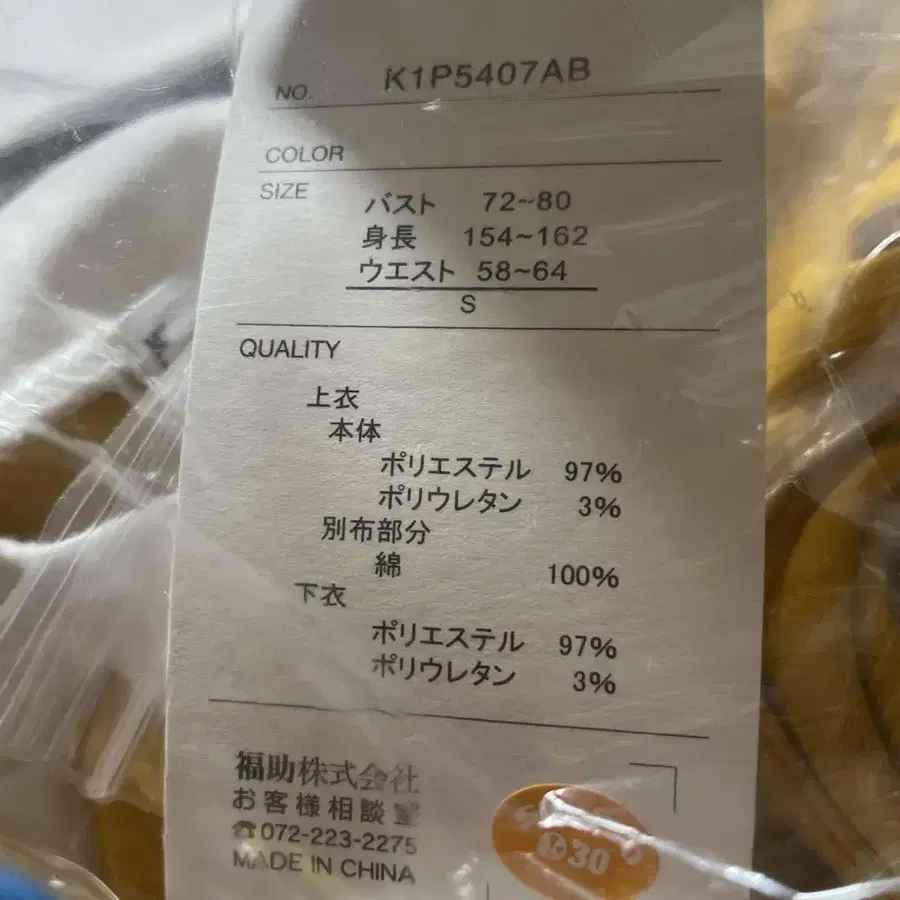 NO. K1P5407AB
COLOR
SIZE
バスト 72~80
身長 154~162
ウエスト 58~64
S
QUALITY
上衣
本体
ポリエステル 97%
ポリウレタン 3%
別布部分
綿 100%
下衣
ポリエステル 97%
ポリウレタン 3%
福助株式会社
お客様相談室
☎072-223-2275
MADE IN CHINA
30